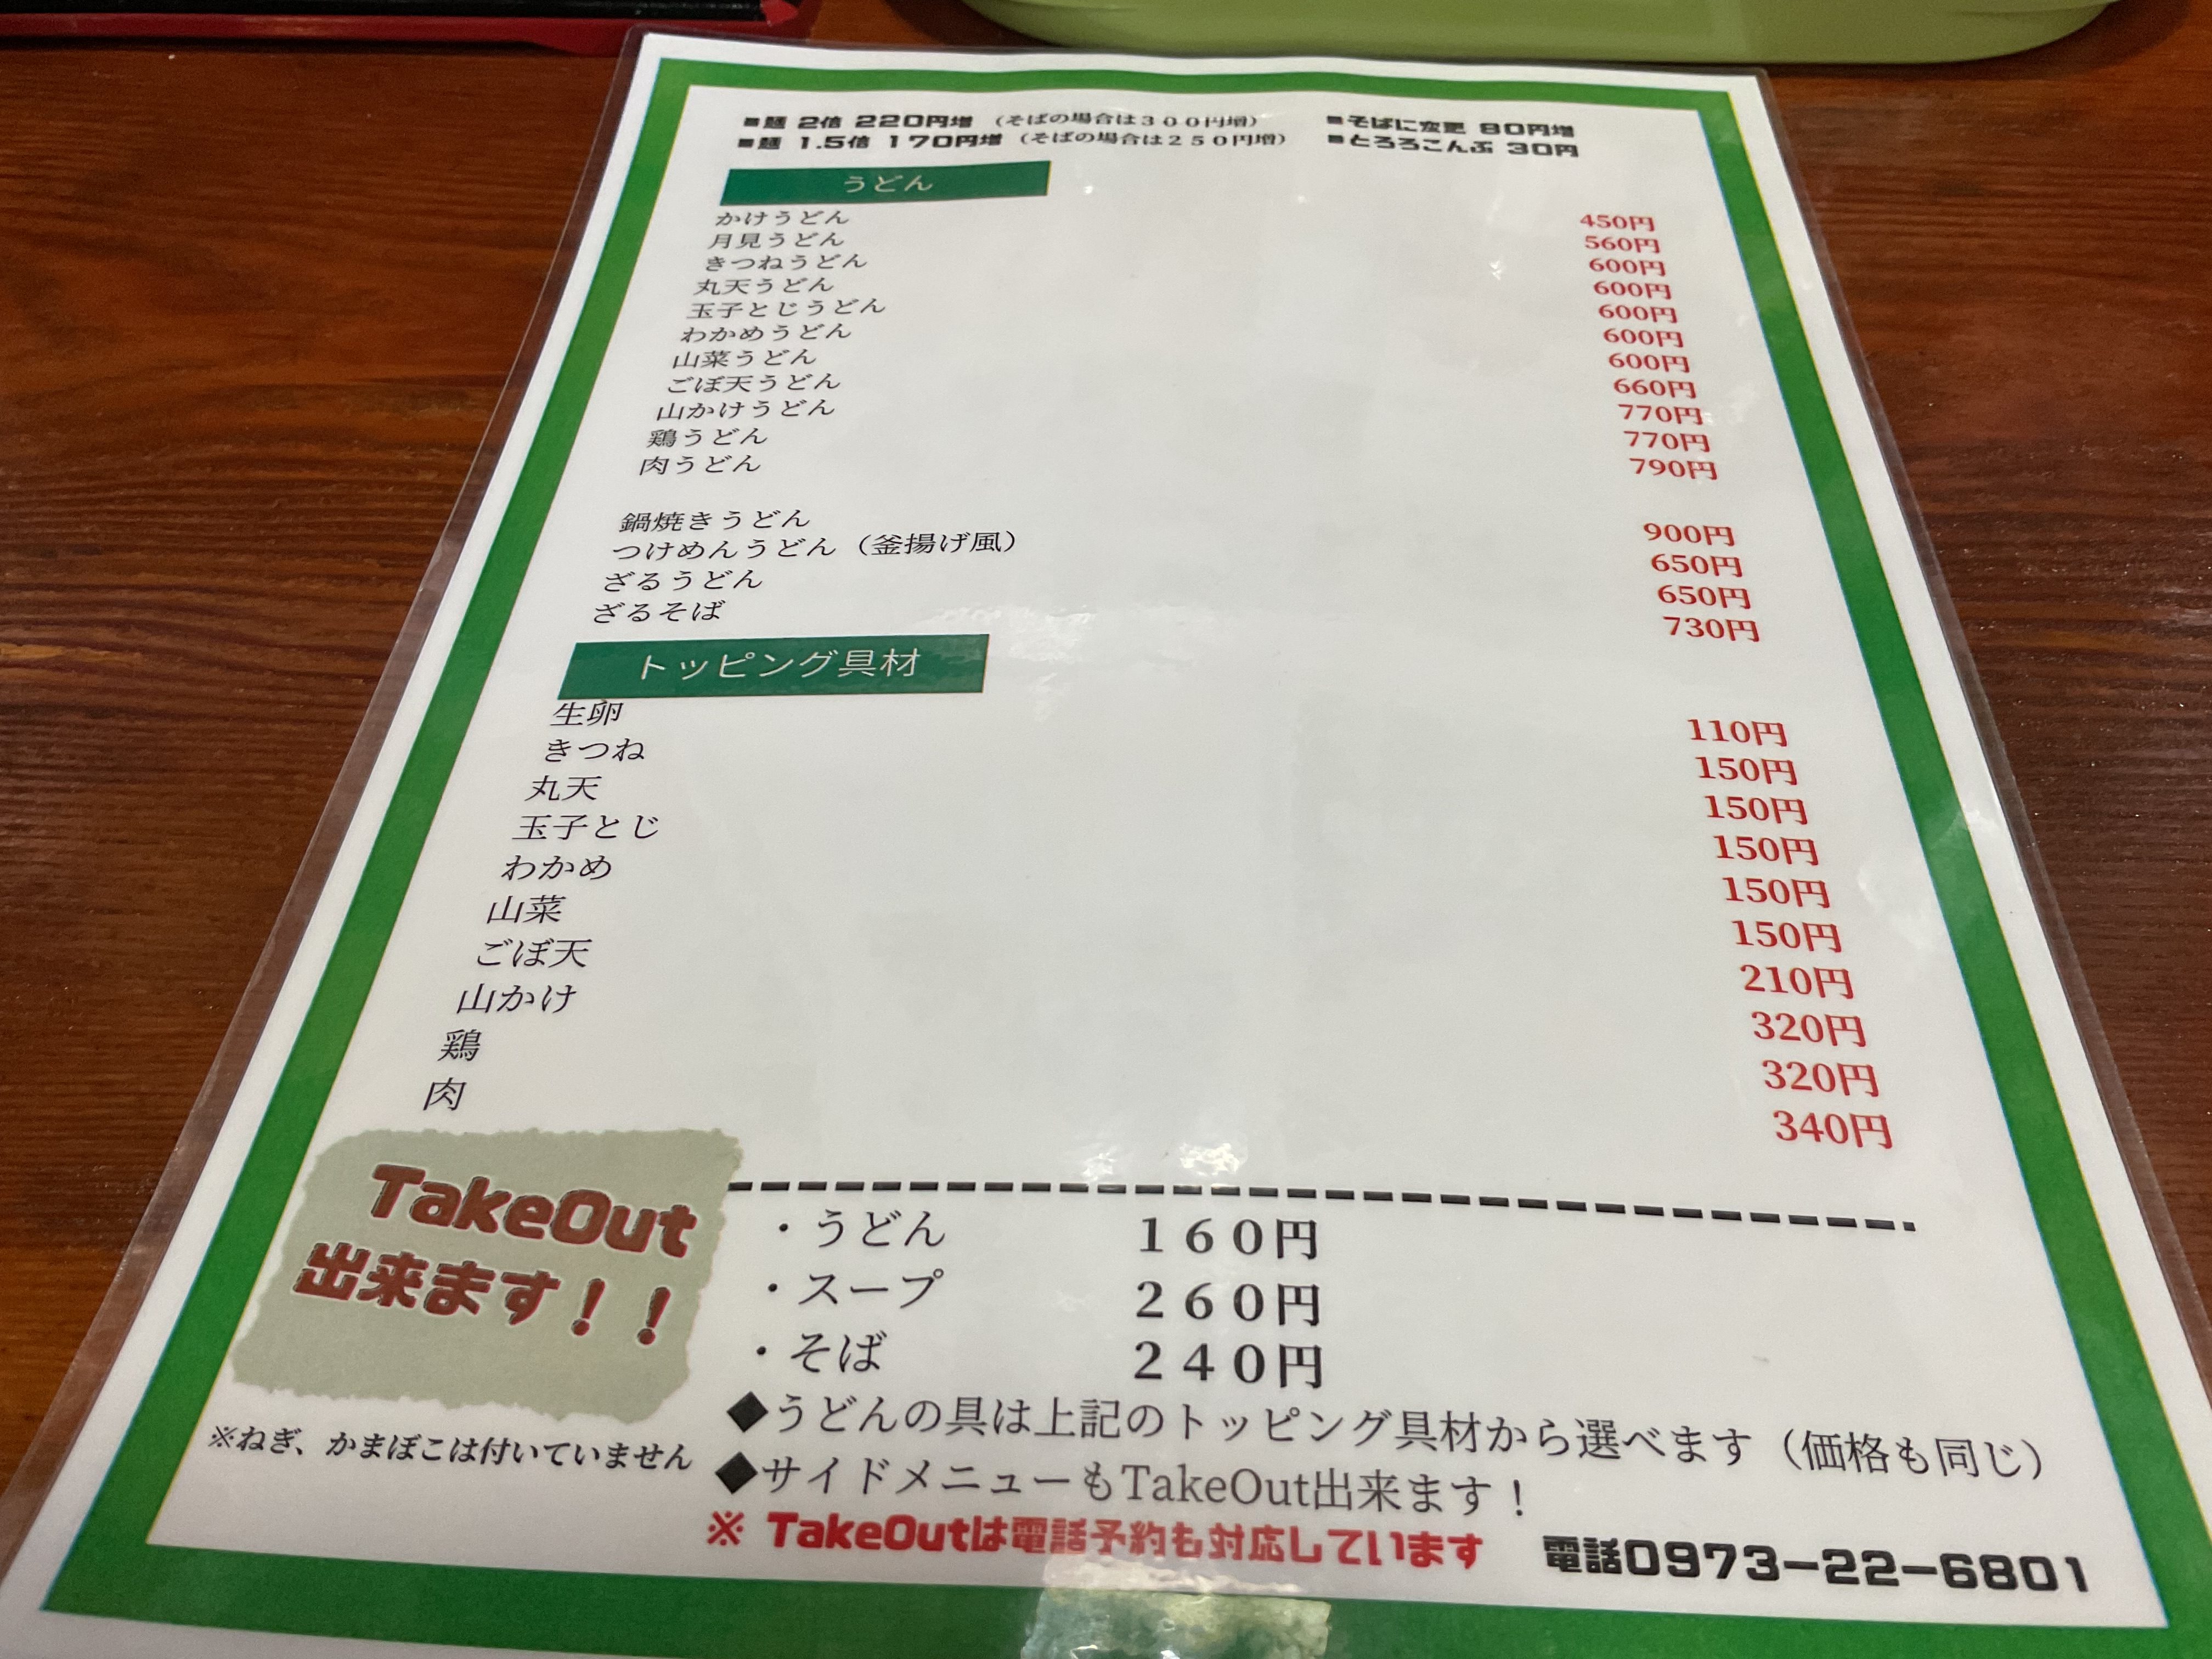 ■麺 2倍 220円増 (そばの場合は300円増) ■そばに変更 80円増
■麺 1.5倍 170円増 (そばの場合は250円増) ■とろろこんぶ 30円
うどん
かけうどん 450円
月見うどん 560円
きつねうどん 600円
丸天うどん 600円
玉子とじうどん 600円
わかめうどん 600円
山菜うどん 600円
ごぼ天うどん 660円
山かけうどん 770円
鶏うどん 770円
肉うどん 790円
鍋焼きうどん 900円
つけめんうどん（釜揚げ風） 650円
ざるうどん 650円
ざるそば 730円
トッピング具材
生卵 110円
きつね 150円
丸天 150円
玉子とじ 150円
わかめ 150円
山菜 150円
ごぼ天 210円
山かけ 320円
鶏 320円
肉 340円
TakeOut
出来ます！！
・うどん 160円
・スープ 260円
・そば 240円
※ねぎ、かまぼこは付いていません
◆うどんの具は上記のトッピング具材から選べます（価格も同じ）
◆サイドメニューもTakeOut出来ます！
※ TakeOutは電話予約も対応しています 電話0973-22-6801